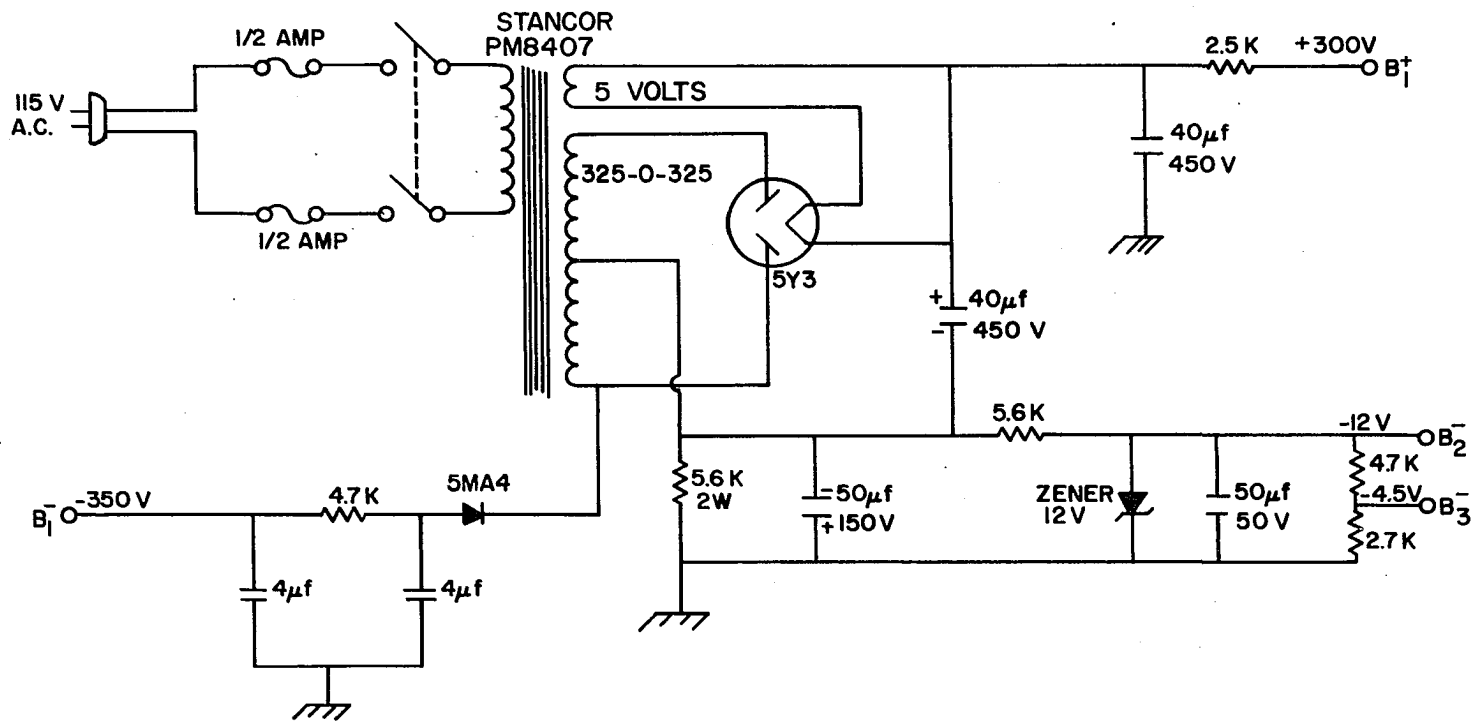 STANCOR
PM8407
1/2 AMP
115 V
A.C.
1/2 AMP
5 VOLTS
325-0-325
5Y3
2.5 K
+300V
B₁⁺
40μf
450 V
+
-
40μf
450 V
5.6 K
-12 V
B₂⁻
4.7K
-4.5V
B₃⁻
2.7K
5.6 K
2W
-
50μf
+
150 V
ZENER
12 V
50μf
50 V
B₁⁻
-350 V
4.7 K
5MA4
4μf
4μf